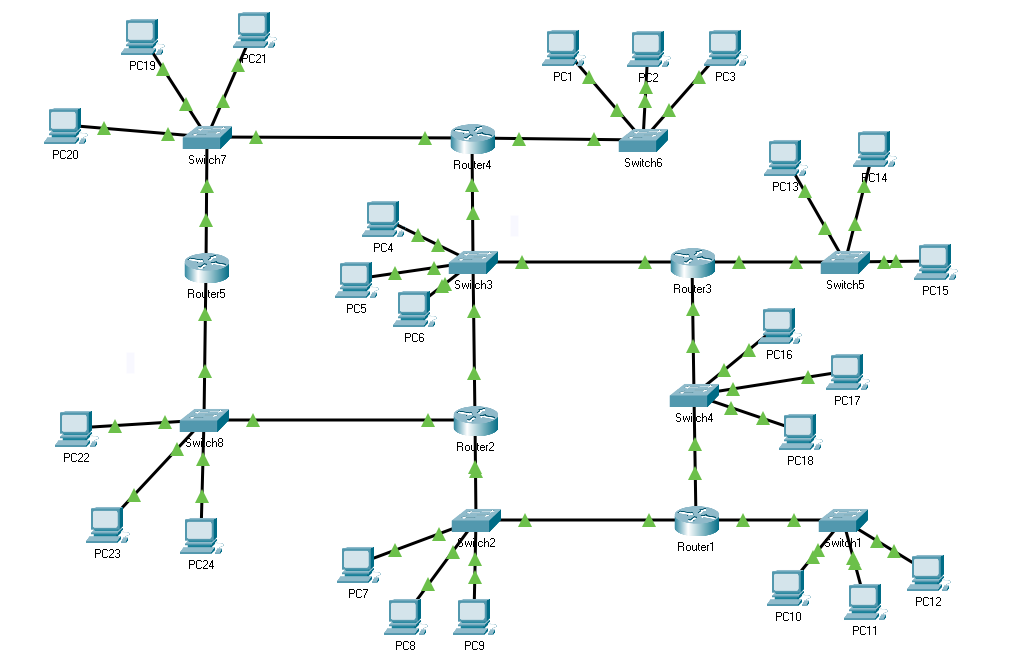 PC19
PC21
PC1
PC2
PC3
PC20
Switch7
Router4
Switch6
PC13
PC14
PC4
Switch3
Router3
Switch5
PC15
Router5
PC5
PC6
PC16
PC17
Switch4
PC18
PC22
Switch8
Router2
PC23
PC24
Switch2
Router1
Switch1
PC7
PC8
PC9
PC10
PC11
PC12